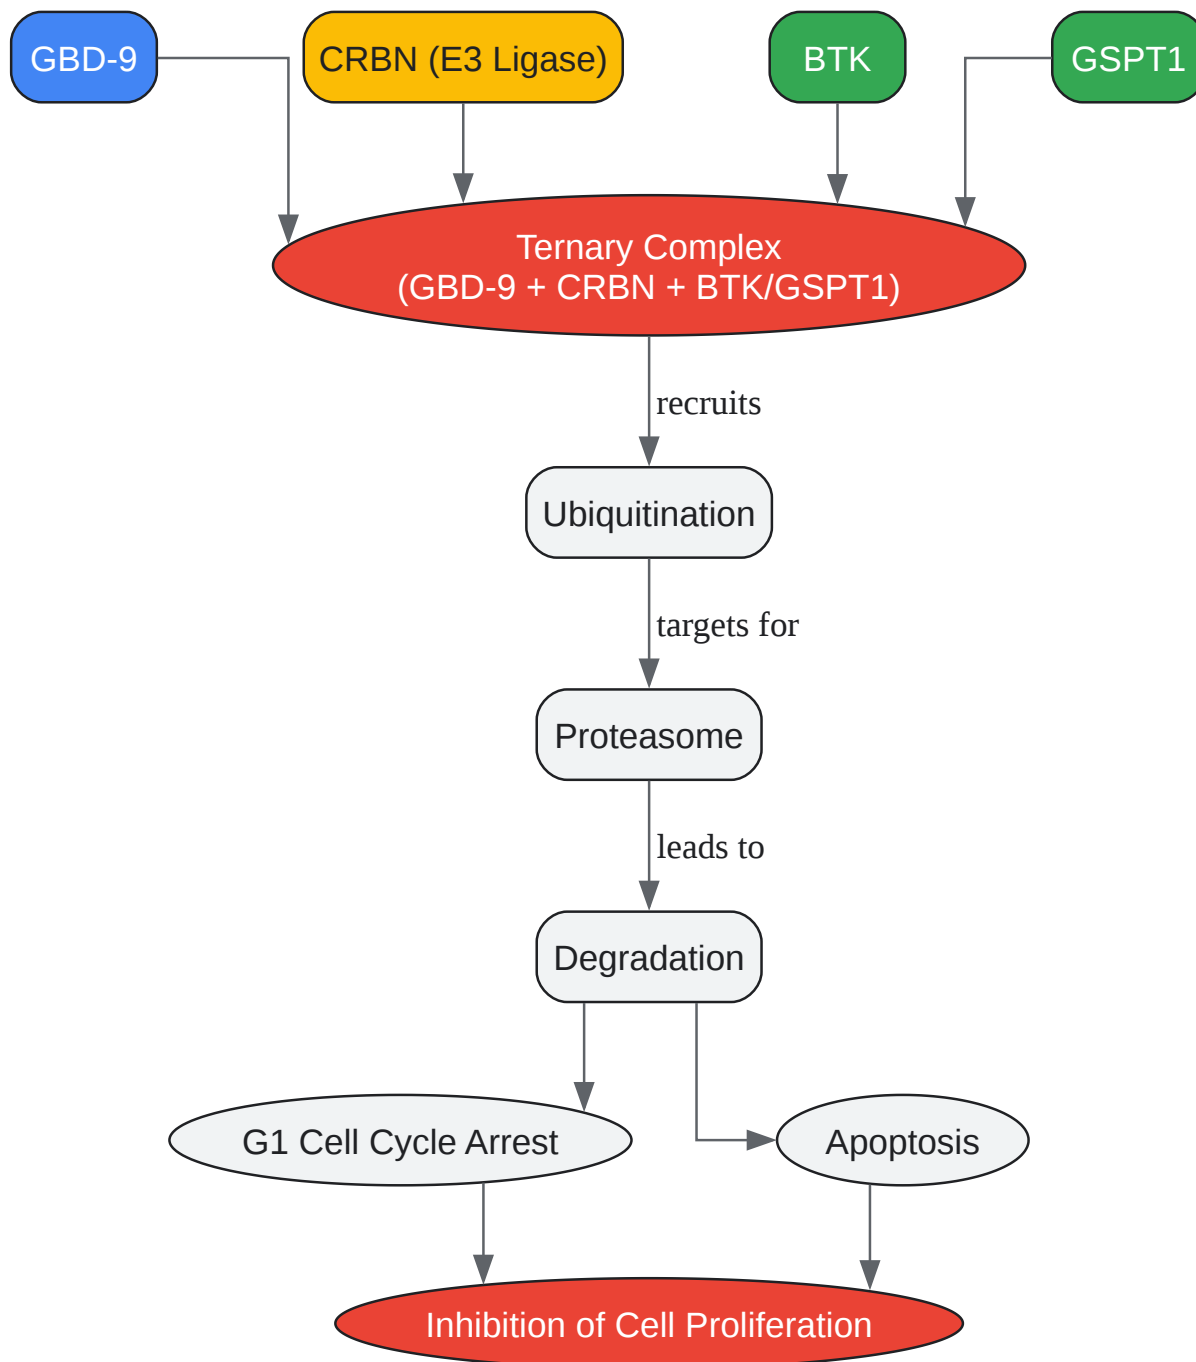 GBD-9
CRBN (E3 Ligase)
BTK
GSPT1
Ternary Complex
(GBD-9 + CRBN + BTK/GSPT1)
recruits
Ubiquitination
targets for
Proteasome
leads to
Degradation
G1 Cell Cycle Arrest
Apoptosis
Inhibition of Cell Proliferation